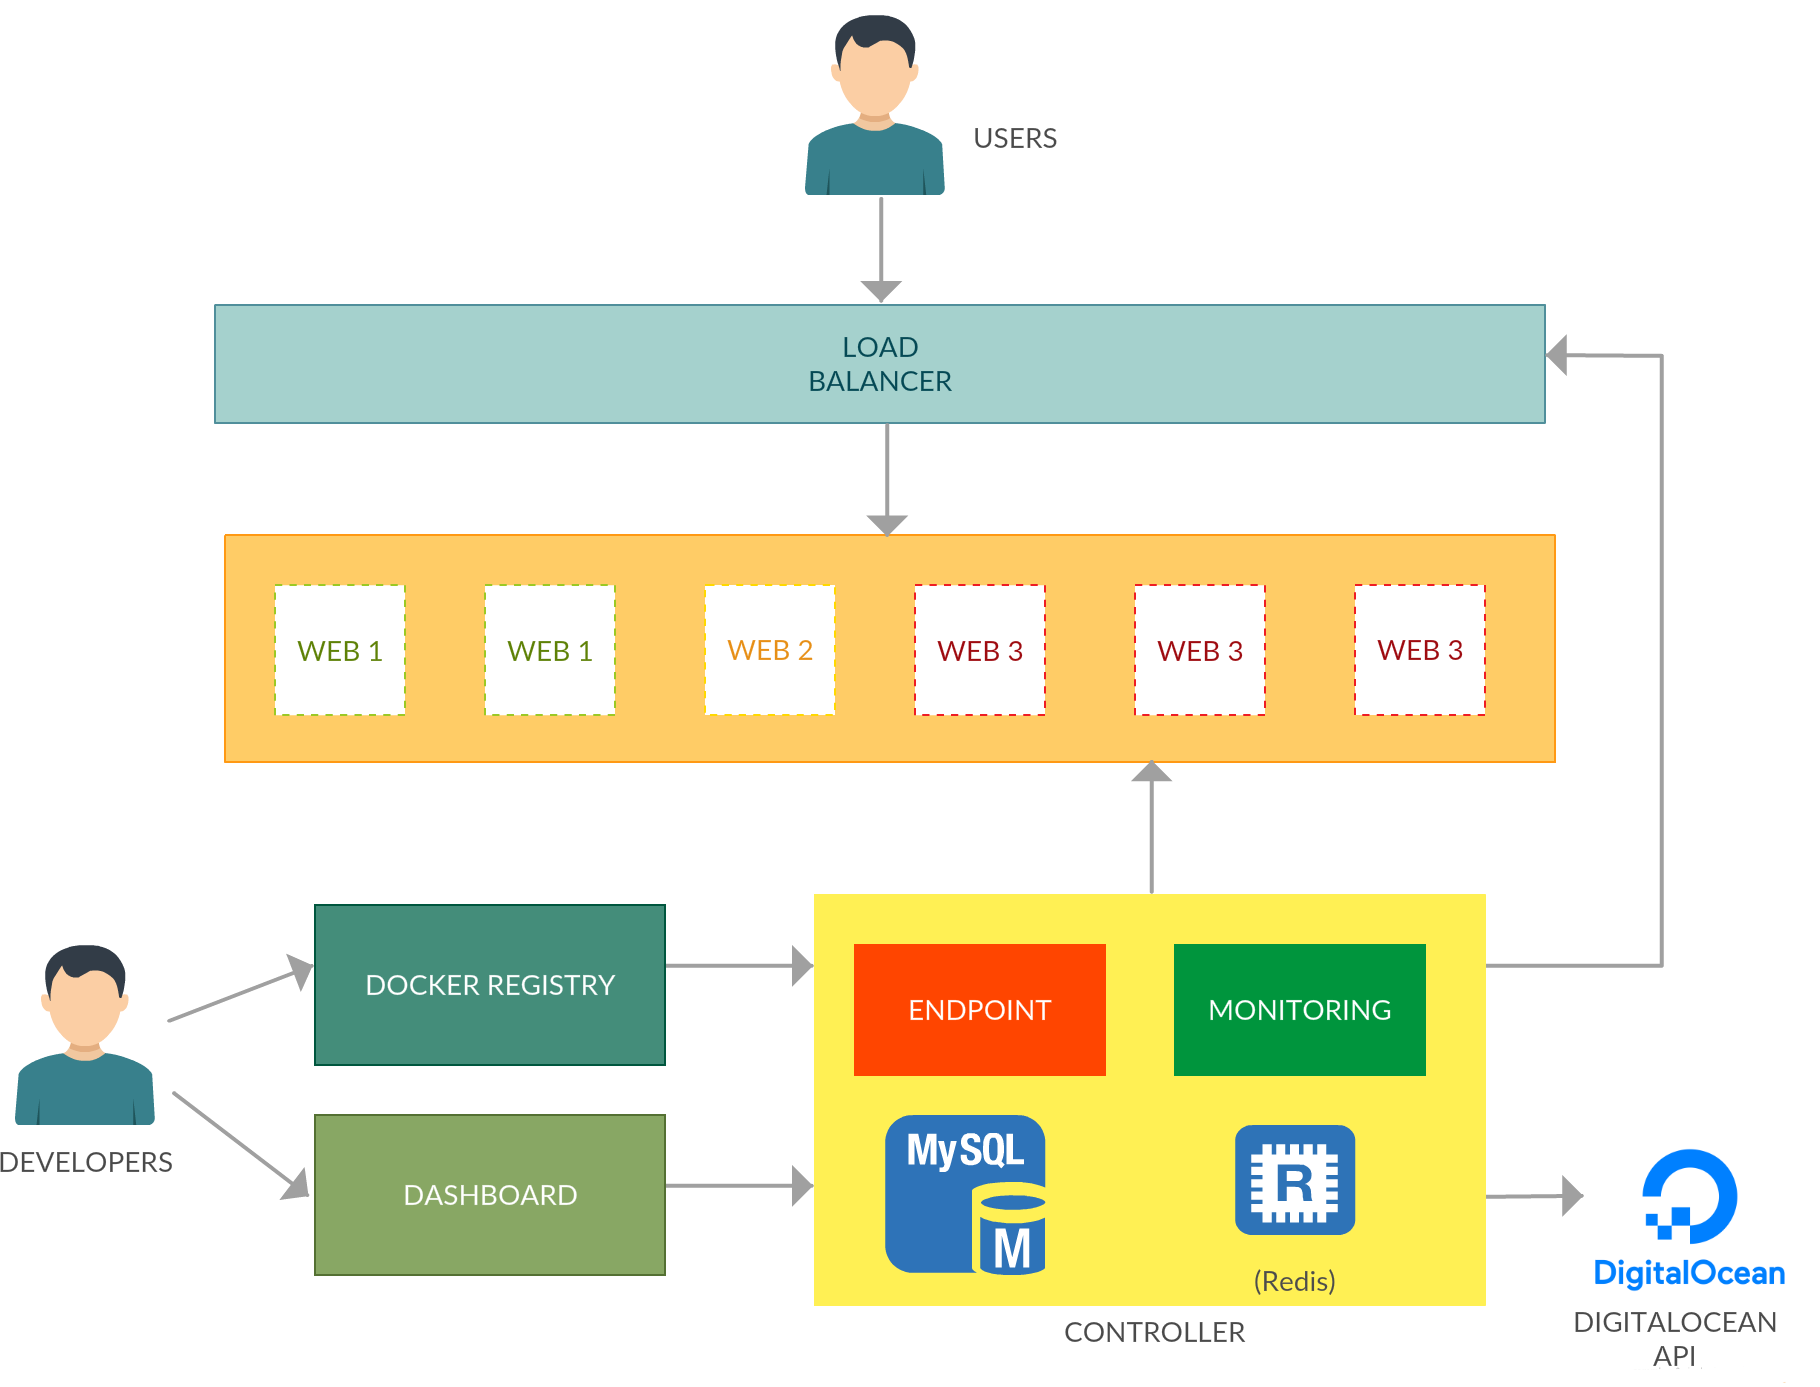 USERS
LOAD
BALANCER
WEB 1
WEB 1
WEB 2
WEB 3
WEB 3
WEB 3
DOCKER REGISTRY
ENDPOINT
MONITORING
DEVELOPERS
DASHBOARD
MySQL
M
R
(Redis)
CONTROLLER
DigitalOcean
DIGITALOCEAN
API